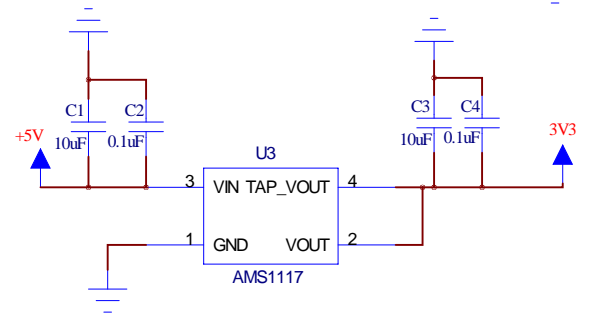 C1 C2 C3 C4
+5V 10uF 0.1uF 10uF 0.1uF 3V3
U3
3 VIN TAP_VOUT 4
1 GND VOUT 2
AMS1117